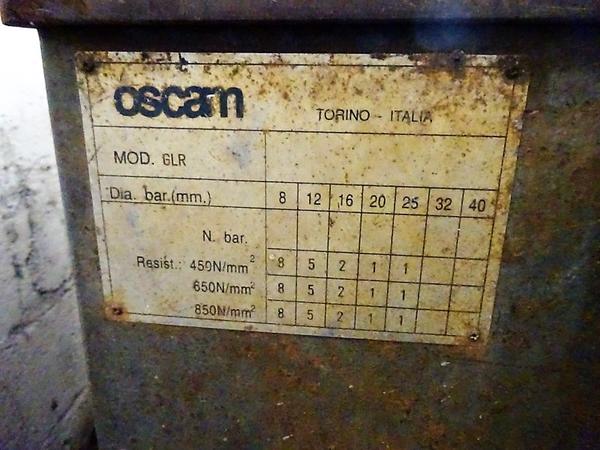 oscam
TORINO - ITALIA
MOD. GLR
Dia. bar.(mm.) 8 12 16 20 25 32 40
N. bar.
Resist.: 450N/mm² 8 5 2 1 1
650N/mm² 8 5 2 1 1
850N/mm² 8 5 2 1 1